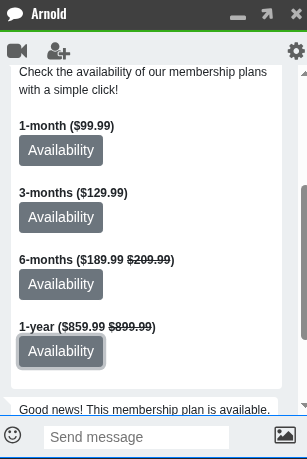 Arnold
Check the availability of our membership plans
with a simple click!
1-month ($99.99)
Availability
3-months ($129.99)
Availability
6-months ($189.99 $209.99)
Availability
1-year ($859.99 $899.99)
Availability
Good news! This membership plan is available.
Send message